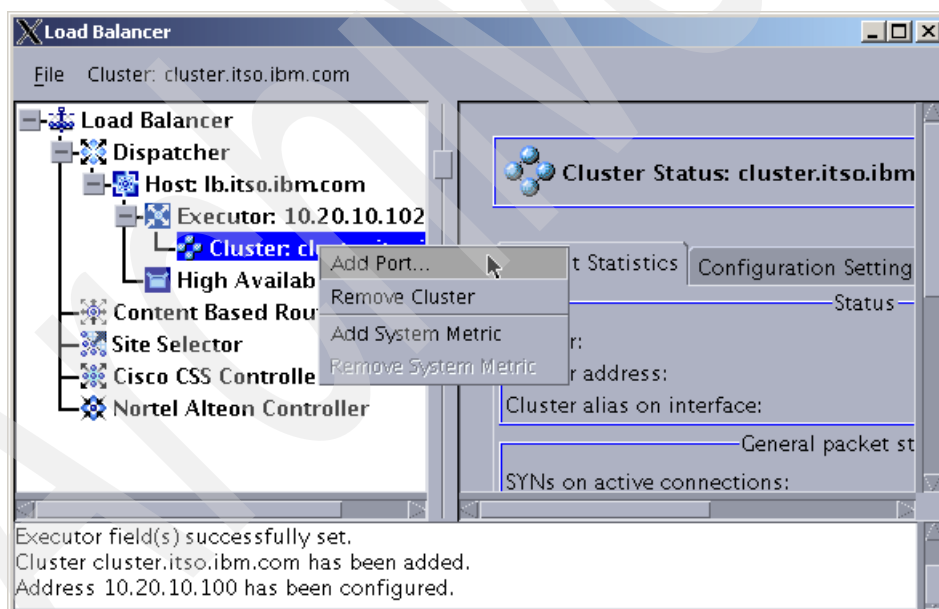 Load Balancer
File Cluster: cluster.itso.ibm.com
Load Balancer
Dispatcher
Host: lb.itso.ibm.com
Executor: 10.20.10.102
Cluster:
High Availab
Content Based Rou
Site Selector
Cisco CSS Controlle
Nortel Alteon Controller
Add Port...
Remove Cluster
Add System Metric
Remove System Metric
Cluster Status: cluster.itso.ibm
t Statistics Configuration Setting
Status
r:
r address:
Cluster alias on interface:
General packet st
SYNs on active connections:
Executor field(s) successfully set.
Cluster cluster.itso.ibm.com has been added.
Address 10.20.10.100 has been configured.